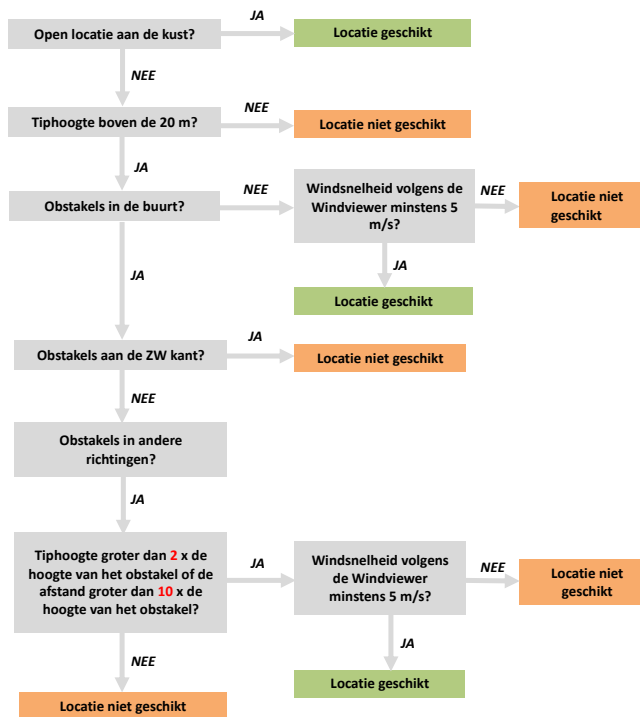 Open locatie aan de kust?
JA
Locatie geschikt
NEE
Tiphoogte boven de 20 m?
NEE
Locatie niet geschikt
JA
Obstakels in de buurt?
NEE
Windsnelheid volgens de
Windviewer minstens 5
m/s?
NEE
Locatie niet
geschikt
JA
Locatie geschikt
JA
Obstakels aan de ZW kant?
JA
Locatie niet geschikt
NEE
Obstakels in andere
richtingen?
JA
Tiphoogte groter dan 2 x de
hoogte van het obstakel of de
afstand groter dan 10 x de
hoogte van het obstakel?
JA
Windsnelheid volgens
de Windviewer
minstens 5 m/s?
NEE
Locatie niet
geschikt
JA
Locatie geschikt
NEE
Locatie niet geschikt